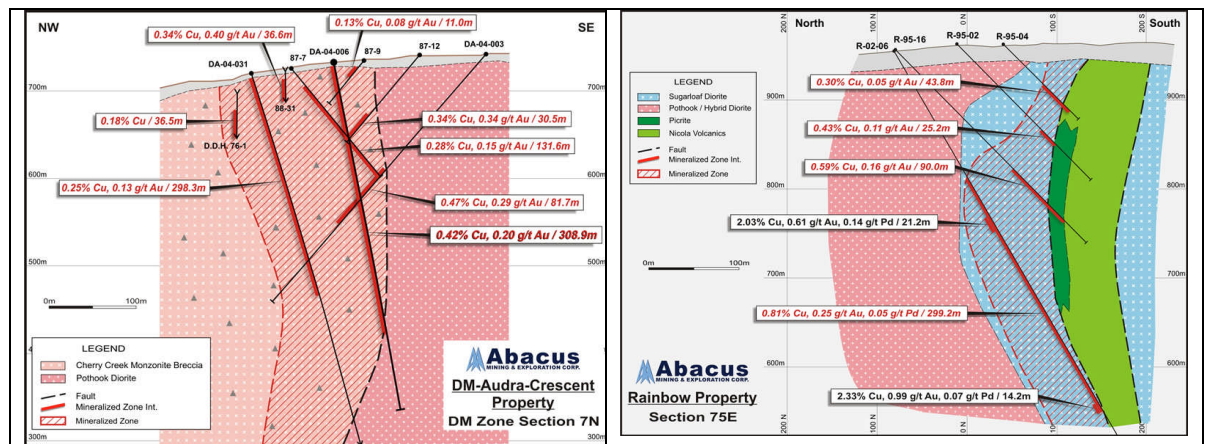 NW
SE
0.13% Cu, 0.08 g/t Au / 11.0m
0.34% Cu, 0.40 g/t Au / 36.6m
DA-04-031
87-7
DA-04-006
87-9
87-12
DA-04-003
700m
700m
88-31
0.18% Cu / 36.5m
D.D.H. 76-1
0.34% Cu, 0.34 g/t Au / 30.5m
0.28% Cu, 0.15 g/t Au / 131.6m
600m
600m
0.25% Cu, 0.13 g/t Au / 298.3m
0.47% Cu, 0.29 g/t Au / 81.7m
0.42% Cu, 0.20 g/t Au / 308.9m
500m
500m
0m
100m
400m
LEGEND
Cherry Creek Monzonite Breccia
Pothook Diorite
Fault
Mineralized Zone Int.
Mineralized Zone
Abacus
MINING & EXPLORATION CORP.
DM-Audra-Crescent
Property
DM Zone Section 7N
300m
300m
200 N
North
100 N
0 N
100 S
South
200 S
R-02-06
R-95-16
R-95-02
R-95-04
LEGEND
Sugarloaf Diorite
Pothook / Hybrid Diorite
Picrite
Nicola Volcanics
Fault
Mineralized Zone Int.
Mineralized Zone
900m
900m
0.30% Cu, 0.05 g/t Au / 43.8m
0.43% Cu, 0.11 g/t Au / 25.2m
0.59% Cu, 0.16 g/t Au / 90.0m
800m
800m
2.03% Cu, 0.61 g/t Au, 0.14 g/t Pd / 21.2m
0m
100m
700m
700m
0.81% Cu, 0.25 g/t Au, 0.05 g/t Pd / 299.2m
Abacus
MINING & EXPLORATION CORP.
Rainbow Property
Section 75E
600m
600m
2.33% Cu, 0.99 g/t Au, 0.07 g/t Pd / 14.2m
200 N
100 N
0 N
100 S
200 S